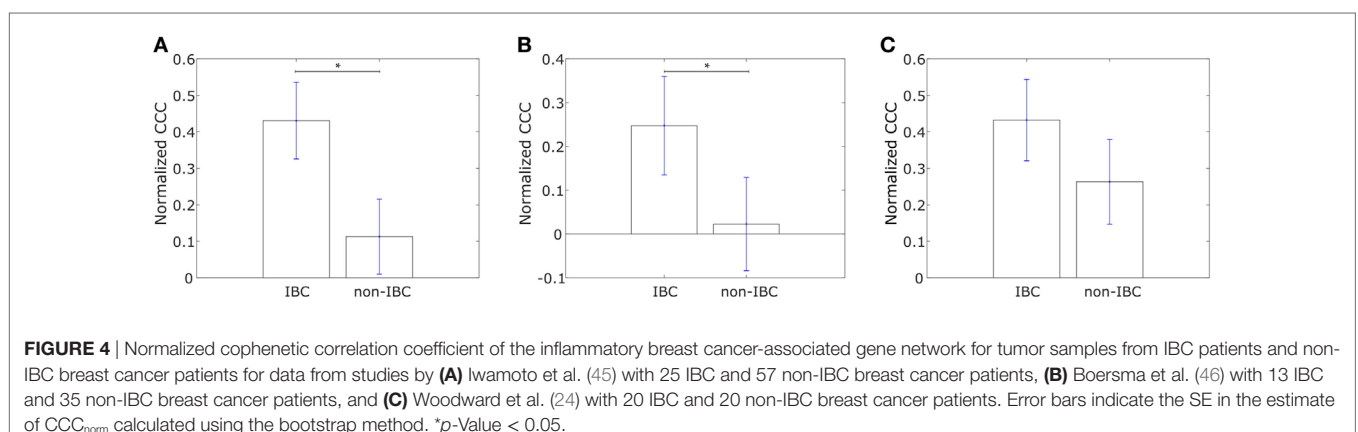 A
Normalized CCC
0.6
0.5
0.4
0.3
0.2
0.1
0
*
IBC non-IBC
B
Normalized CCC
0.4
0.3
0.2
0.1
0
-0.1
*
IBC non-IBC
C
Normalized CCC
0.6
0.5
0.4
0.3
0.2
0.1
0
IBC non-IBC
FIGURE 4 | Normalized cophenetic correlation coefficient of the inflammatory breast cancer-associated gene network for tumor samples from IBC patients and non-
IBC breast cancer patients for data from studies by (A) Iwamoto et al. (45) with 25 IBC and 57 non-IBC breast cancer patients, (B) Boersma et al. (46) with 13 IBC
and 35 non-IBC breast cancer patients, and (C) Woodward et al. (24) with 20 IBC and 20 non-IBC breast cancer patients. Error bars indicate the SE in the estimate
of CCCnorm calculated using the bootstrap method. *p-Value < 0.05.